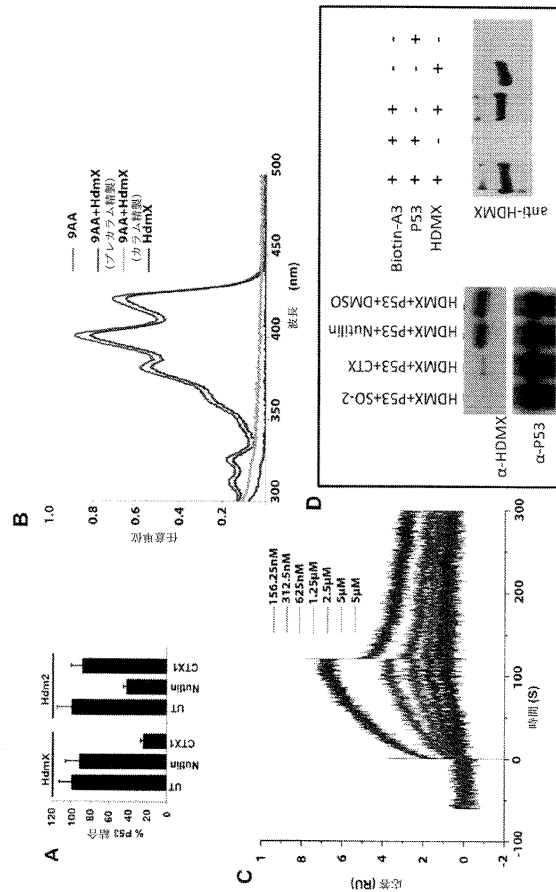 A
HdmX
Hdm2
120
100
80
60
40
20
0
% P53 結合
UT
Nutlin
CTX1
UT
Nutlin
CTX1
B
9AA
9AA+HdmX
(プレカラム精製)
9AA+HdmX
(カラム精製)
HdmX
1.0
0.8
0.6
0.4
0.2
任意単位
300
350
400
450
500
波長 (nm)
C
156.25nM
312.5nM
625nM
1.25μM
2.5μM
5μM
5μM
1
8
6
4
2
0
応答 (RU)
-100
0
100
200
300
時間 (S)
D
HDMX+P53+SO-2
HDMX+P53+CTX
HDMX+P53+Nutilin
HDMX+P53+DMSO
α-HDMX
α-P53
Biotin-A3 + + + - -
P53 + + - - +
HDMX + - + + -
anti-HDMX